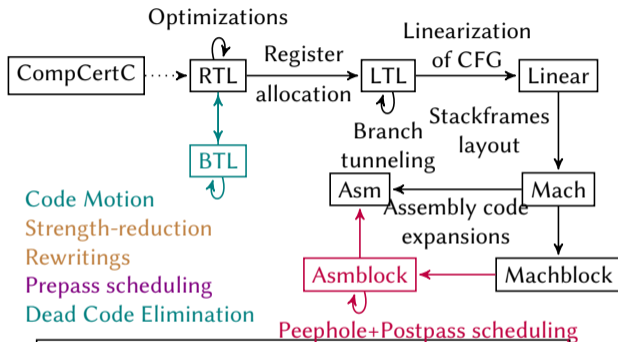 Optimizations
CompCertC
RTL
Register
allocation
LTL
Linearization
of CFG
Linear
Branch
tunneling
Stackframes
layout
BTL
Asm
Mach
Assembly code
expansions
Code Motion
Strength-reduction
Rewritings
Prepass scheduling
Dead Code Elimination
Asmblock
Machblock
Peephole+Postpass scheduling